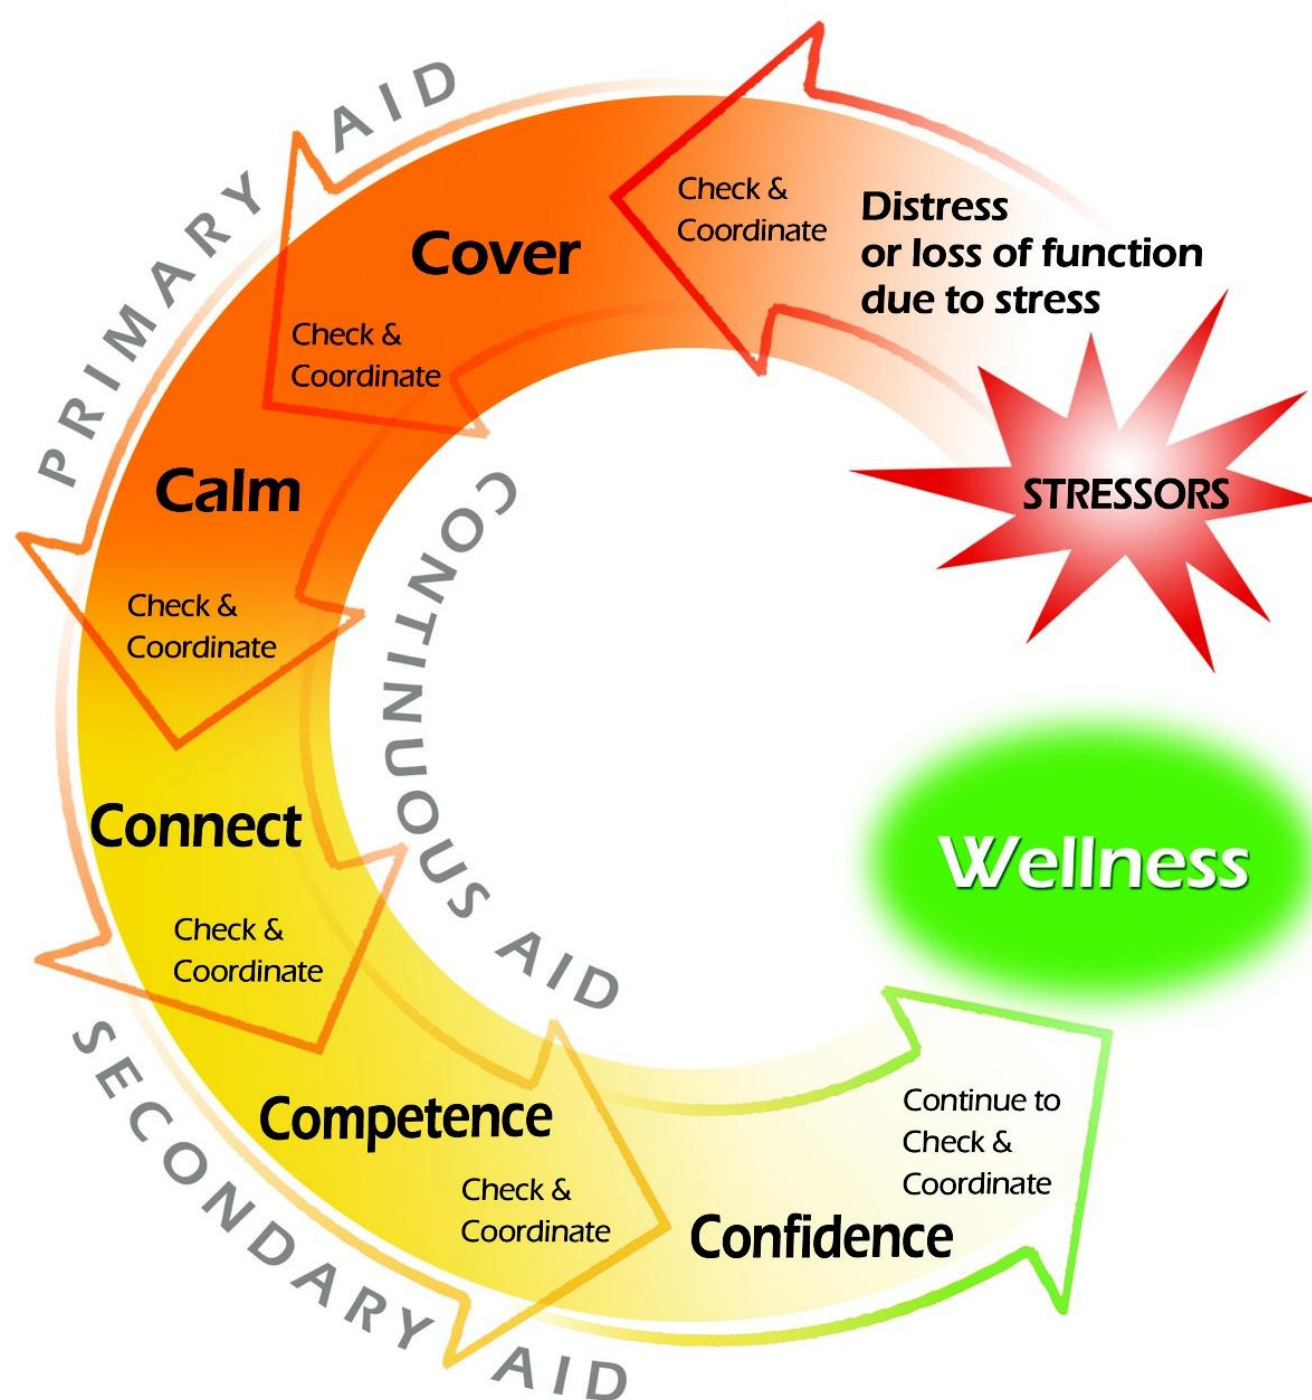 STRESSORS
Distress
or loss of function
due to stress
Check &
Coordinate
PRIMARY AID
Cover
Check &
Coordinate
Calm
Check &
Coordinate
CONTINUOUS AID
Connect
Check &
Coordinate
SECONDARY AID
Competence
Check &
Coordinate
Confidence
Continue to
Check &
Coordinate
Wellness